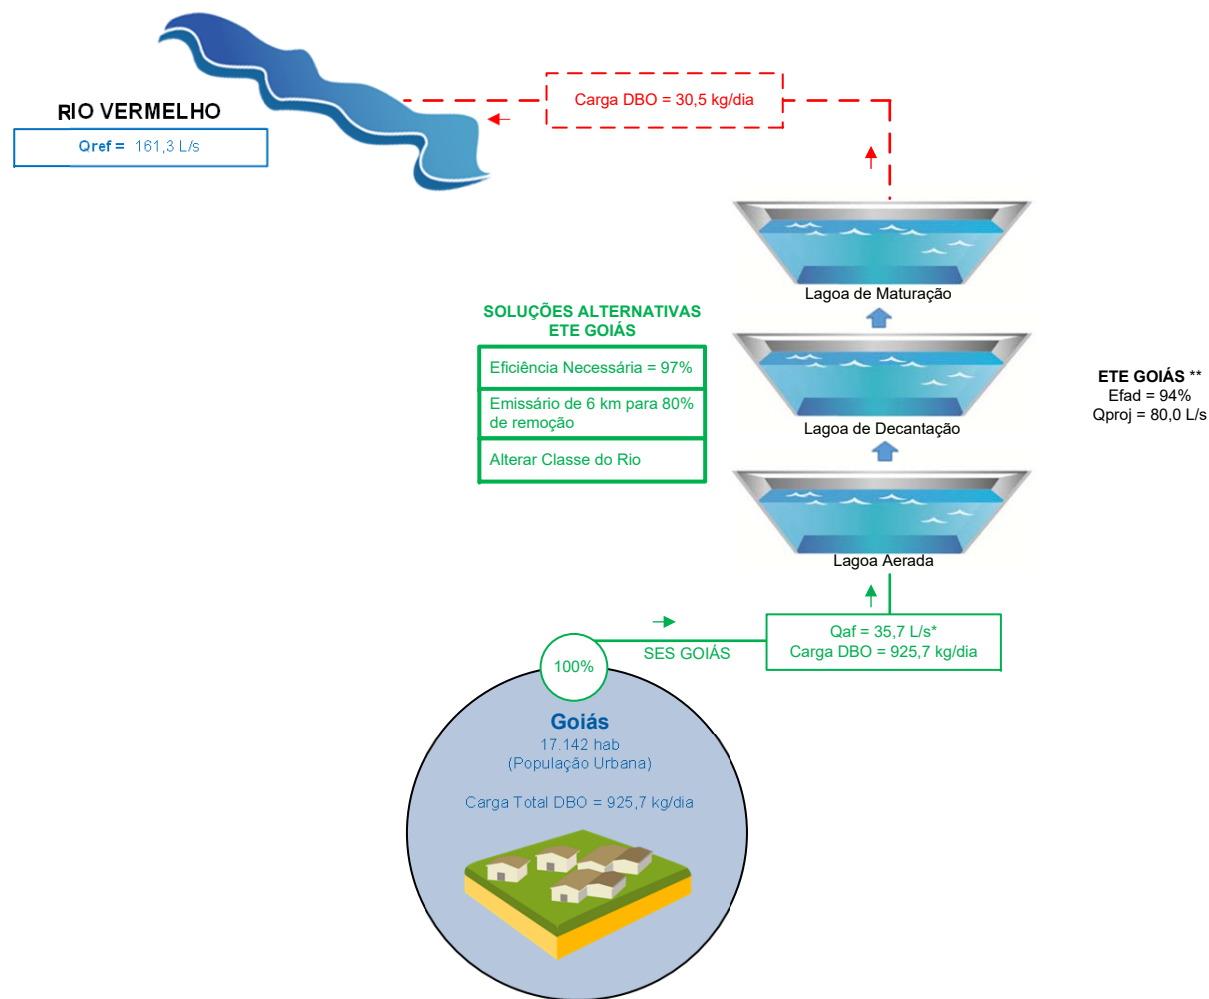 Carga DBO = 30,5 kg/dia
RIO VERMELHO
Qref = 161,3 L/s
Lagoa de Maturação
SOLUÇÕES ALTERNATIVAS
ETE GOIÁS
Eficiência Necessária = 97%
Emissário de 6 km para 80%
de remoção
Alterar Classe do Rio
Lagoa de Decantação
ETE GOIÁS **
Efad = 94%
Qproj = 80,0 L/s
Lagoa Aerada
Qaf = 35,7 L/s*
Carga DBO = 925,7 kg/dia
SES GOIÁS
100%
Goiás
17.142 hab
(População Urbana)
Carga Total DBO = 925,7 kg/dia